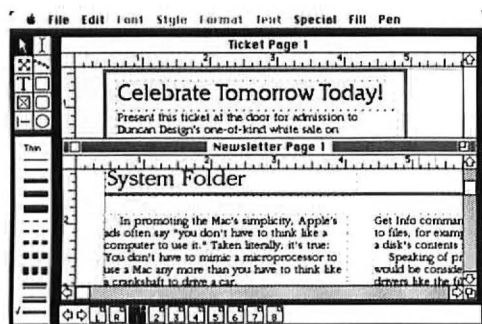 File Edit Font Style Format Text Special Fill Pen
Ticket Page 1
Celebrate Tomorrow Today!
Present this ticket at the door for admission to
Duncan Design's one-of-kind white sale on
Newsletter Page 1
System Folder
In promoting the Mac's simplicity, Apple's
ads often say "you don't have to think like a
computer to use it." Taken literally, it's true:
You don't have to mimic a microprocessor to
use a Mac any more than you have to think like
a crankshaft to drive a car.
Get Info comman
to files, for examp
a disk's contents
Speaking of pr
would be conside
drivers like the fil
Thin
L R 2 3 4 5 6 7 8